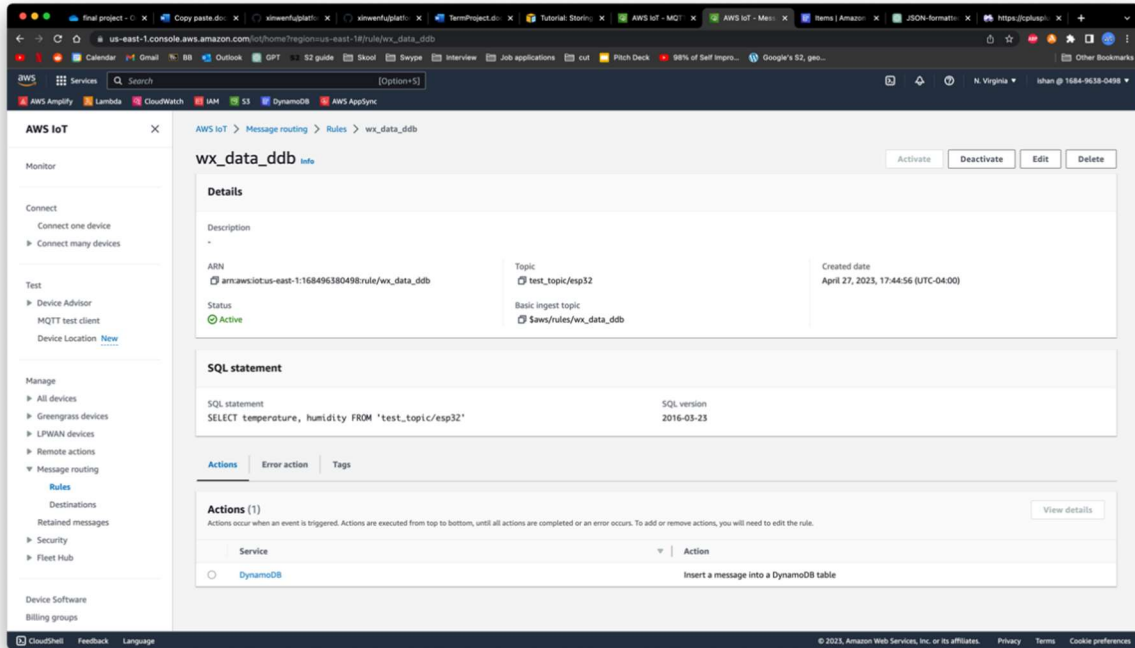 final project - O
Copy paste.doc
xinwenfu/platfo
xinwenfu/platfo
TermProject.do
Tutorial: Storing
AWS IoT - MQT
AWS IoT - Mess
Items | Amazon
JSON-formatte
https://cplusplu
us-east-1.console.aws.amazon.com/iot/home?region=us-east-1#/rule/wx_data_ddb
Calendar Gmail BB Outlook GPT S2 guide Skool Swype Interview Job applications cut Pitch Deck 98% of Self Impro... S2, geo... Other Bookmarks
aws Services Search [Option+S] N. Virginia Ishan @ 1684-9638-0498
AWS Amplify Lambda CloudWatch IAM S3 DynamoDB AWS AppSync
AWS IoT
Monitor
Connect
Connect one device
Connect many devices
Test
Device Advisor
MQTT test client
Device Location New
Manage
All devices
Greengrass devices
LPWAN devices
Remote actions
Message routing
Rules
Destinations
Retained messages
Security
Fleet Hub
Device Software
Billing groups
AWS IoT > Message routing > Rules > wx_data_ddb
wx_data_ddb Info
Activate Deactivate Edit Delete
Details
Description
-
ARN
arn:aws:iot:us-east-1:168496380498:rule/wx_data_ddb
Status
Active
Topic
test_topic/esp32
Basic ingest topic
$aws/rules/wx_data_ddb
Created date
April 27, 2023, 17:44:56 (UTC-04:00)
SQL statement
SQL statement
SELECT temperature, humidity FROM 'test_topic/esp32'
SQL version
2016-03-23
Actions Error action Tags
Actions (1)
View details
Actions occur when an event is triggered. Actions are executed from top to bottom, until all actions are completed or an error occurs. To add or remove actions, you will need to edit the rule.
Service Action
DynamoDB Insert a message into a DynamoDB table
CloudShell Feedback Language © 2023, Amazon Web Services, Inc. or its affiliates. Privacy Terms Cookie preferences